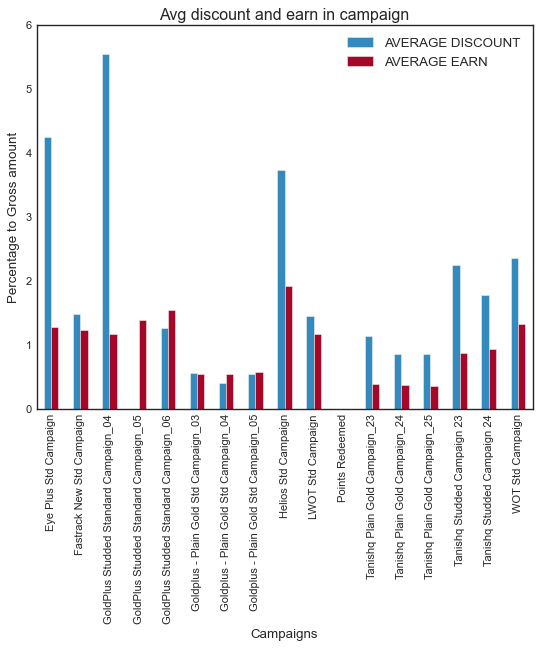 Avg discount and earn in campaign
AVERAGE DISCOUNT
AVERAGE EARN
Percentage to Gross amount
6
5
4
3
2
1
0
Eye Plus Std Campaign
Fastrack New Std Campaign
GoldPlus Studded Standard Campaign_04
GoldPlus Studded Standard Campaign_05
GoldPlus Studded Standard Campaign_06
Goldplus - Plain Gold Std Campaign_03
Goldplus - Plain Gold Std Campaign_04
Goldplus - Plain Gold Std Campaign_05
Helios Std Campaign
LWOT Std Campaign
Points Redeemed
Tanishq Plain Gold Campaign_23
Tanishq Plain Gold Campaign_24
Tanishq Plain Gold Campaign_25
Tanishq Studded Campaign 23
Tanishq Studded Campaign 24
WOT Std Campaign
Campaigns